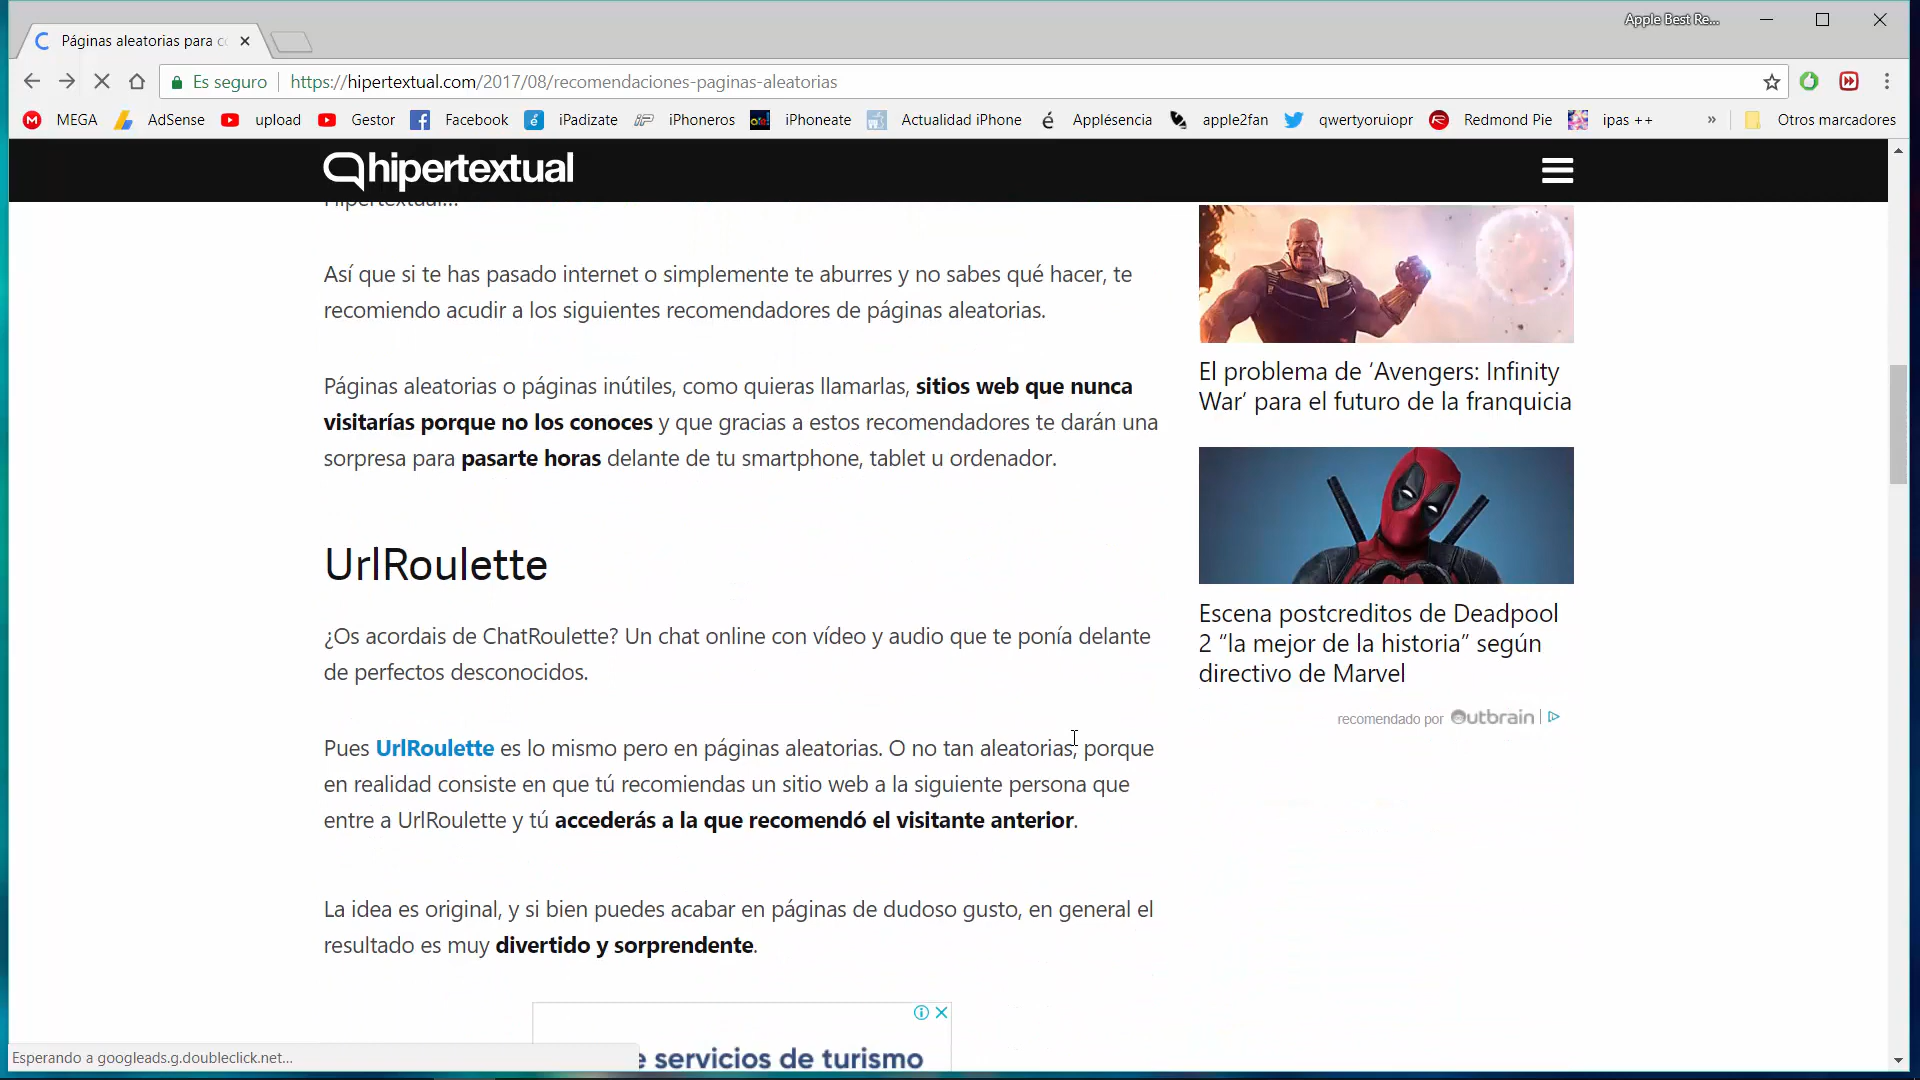 Apple Best Re...
Páginas aleatorias para c
Es seguro
https://hipertextual.com/2017/08/recomendaciones-paginas-aleatorias
MEGA AdSense upload Gestor Facebook iPadizate iPhoneros iPhoneate Actualidad iPhone Applésencia apple2fan qwertyoruiopr Redmond Pie ipas ++ » Otros marcadores
hipertextual
Hipertextual...
Así que si te has pasado internet o simplemente te aburres y no sabes qué hacer, te
recomiendo acudir a los siguientes recomendadores de páginas aleatorias.
Páginas aleatorias o páginas inútiles, como quieras llamarlas, sitios web que nunca
visitarías porque no los conoces y que gracias a estos recomendadores te darán una
sorpresa para pasarte horas delante de tu smartphone, tablet u ordenador.
UrlRoulette
¿Os acordais de ChatRoulette? Un chat online con vídeo y audio que te ponía delante
de perfectos desconocidos.
Pues UrlRoulette es lo mismo pero en páginas aleatorias. O no tan aleatorias, porque
en realidad consiste en que tú recomiendas un sitio web a la siguiente persona que
entre a UrlRoulette y tú accederás a la que recomendó el visitante anterior.
La idea es original, y si bien puedes acabar en páginas de dudoso gusto, en general el
resultado es muy divertido y sorprendente.
El problema de ‘Avengers: Infinity
War’ para el futuro de la franquicia
Escena postcreditos de Deadpool
2 “la mejor de la historia” según
directivo de Marvel
recomendado por Outbrain
e servicios de turismo
Esperando a googleads.g.doubleclick.net...